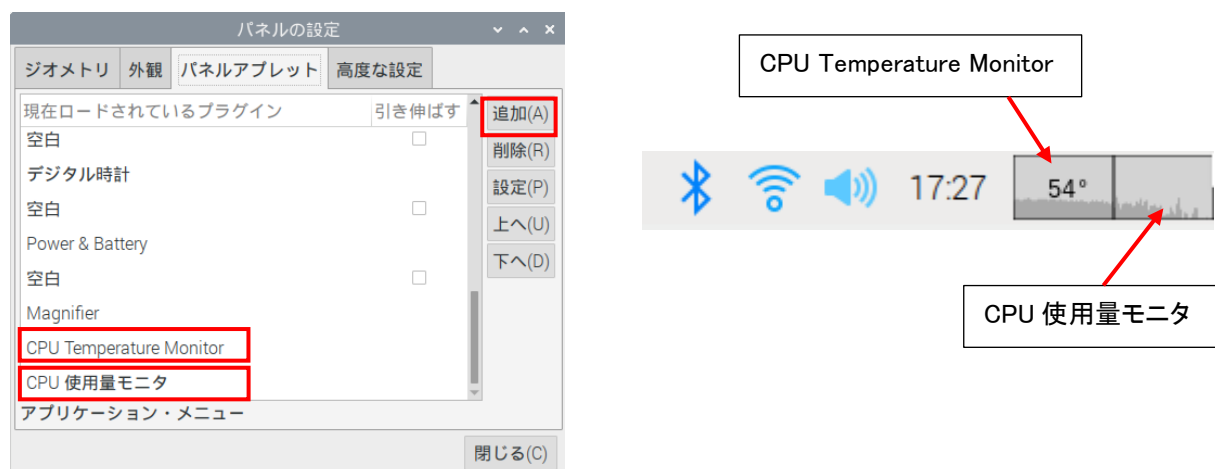 パネルの設定
ジオメトリ 外観 パネルアプレット 高度な設定
現在ロードされているプラグイン 引き伸ばす
空白
デジタル時計
空白
Power & Battery
空白
Magnifier
CPU Temperature Monitor
CPU 使用量モニタ
アプリケーション・メニュー
追加(A)
削除(R)
設定(P)
上へ(U)
下へ(D)
閉じる(C)
CPU Temperature Monitor
17:27 54°
CPU 使用量モニタ